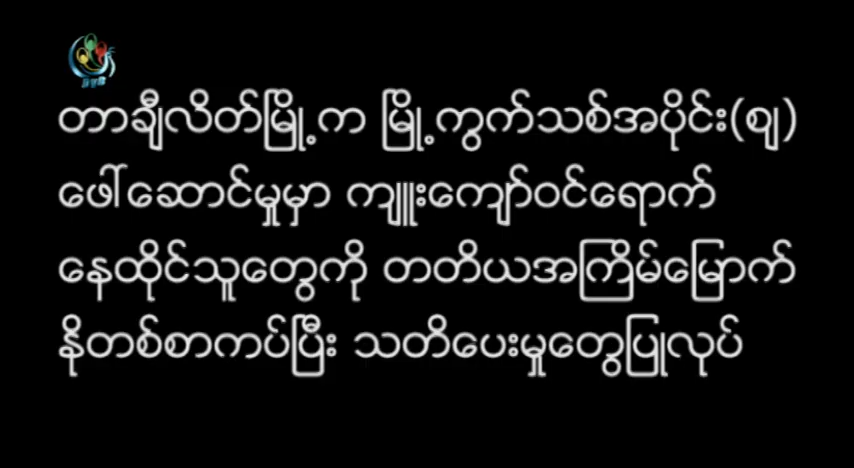 တာချီလိတ်မြို့က မြို့ကွက်သစ်အပိုင်း(ဈ)
ဖေါ်ဆောင်မှုမှာ ကျူးကျော်ဝင်ရောက်
နေထိုင်သူတွေကို တတိယအကြိမ်မြောက်
နို့တစ်စာကပ်ပြီး သတိပေးမှုတွေပြုလုပ်